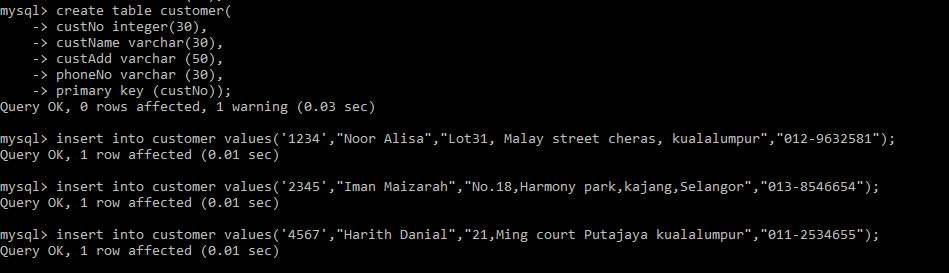 mysql> create table customer(
    -> custNo integer(30),
    -> custName varchar(30),
    -> custAdd varchar (50),
    -> phoneNo varchar (30),
    -> primary key (custNo));
Query OK, 0 rows affected, 1 warning (0.03 sec)

mysql> insert into customer values('1234',"Noor Alisa","Lot31, Malay street cheras, kualalumpur","012-9632581");
Query OK, 1 row affected (0.01 sec)

mysql> insert into customer values('2345',"Iman Maizarah","No.18,Harmony park,kajang,Selangor","013-8546654");
Query OK, 1 row affected (0.01 sec)

mysql> insert into customer values('4567',"Harith Danial","21,Ming court Putajaya kualalumpur","011-2534655");
Query OK, 1 row affected (0.01 sec)